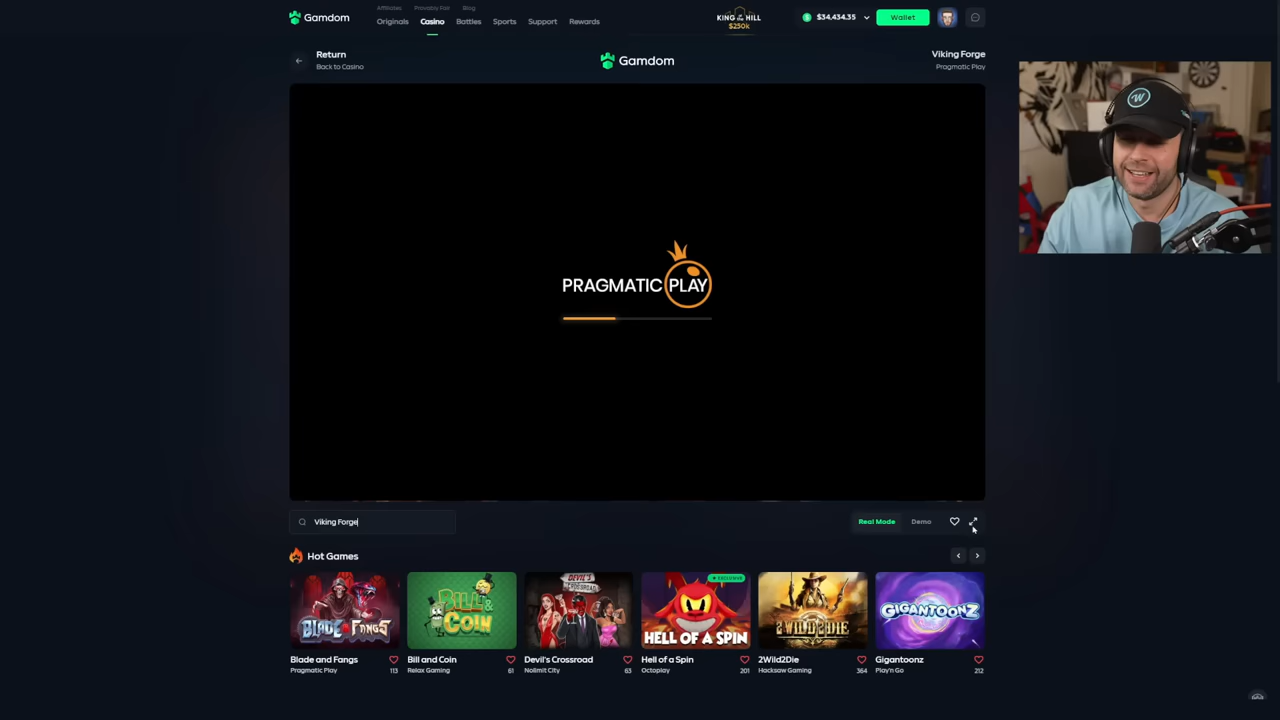 Affiliates Provably Fair Blog
Gamdom
Originals Casino Battles Sports Support Rewards
KING OF THE HILL
$250k
$34,434.35
Wallet
Return
Back to Casino
Gamdom
Viking Forge
Pragmatic Play
W
PRAGMATIC PLAY
Viking Forge
Real Mode Demo
Hot Games
BLADE & FANGS
BILL & COIN
DEVIL'S CROSSROAD
EXCLUSIVE
HELL OF A SPIN
2WILD2DIE
GIGANTOONZ
Blade and Fangs
Pragmatic Play 113
Bill and Coin
Relax Gaming 61
Devil's Crossroad
Nolimit City 63
Hell of a Spin
Octoplay 201
2Wild2Die
Hacksaw Gaming 364
Gigantoonz
Play'n Go 212